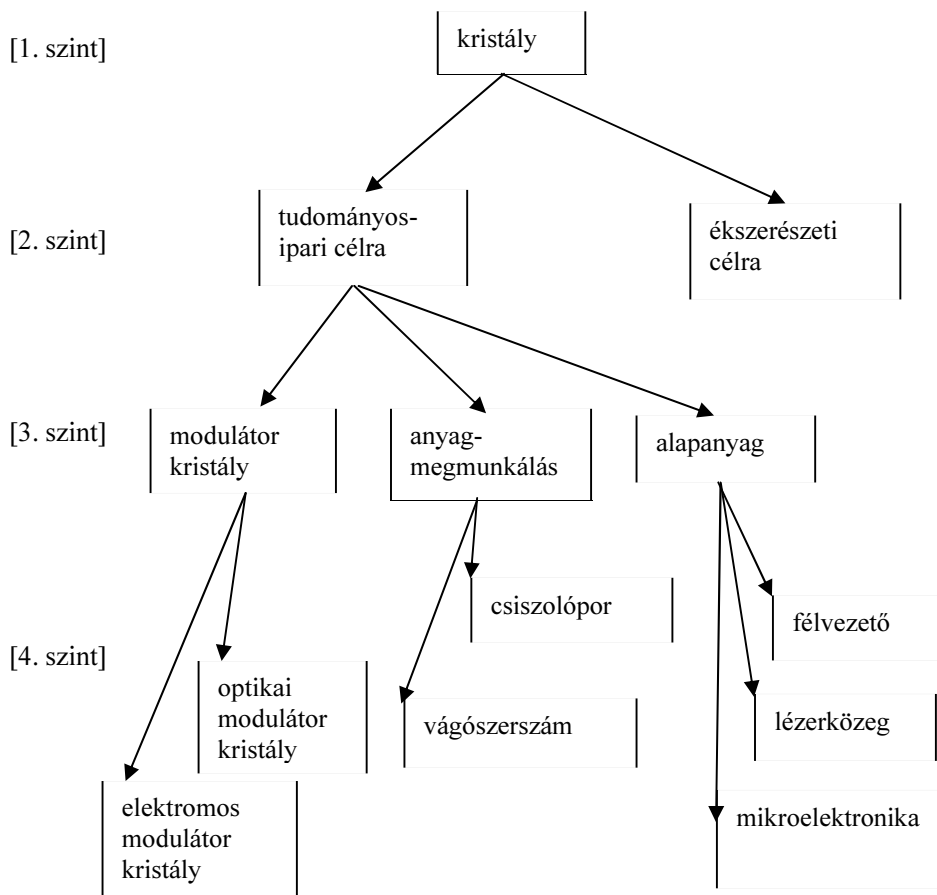 [1. szint]
kristály
[2. szint]
tudományos-
ipari célra
ékszerészeti
célra
[3. szint]
modulátor
kristály
anyag-
megmunkálás
alapanyag
[4. szint]
csiszolópor
félvezető
optikai
modulátor
kristály
vágószerszám
lézerközeg
elektromos
modulátor
kristály
mikroelektronika